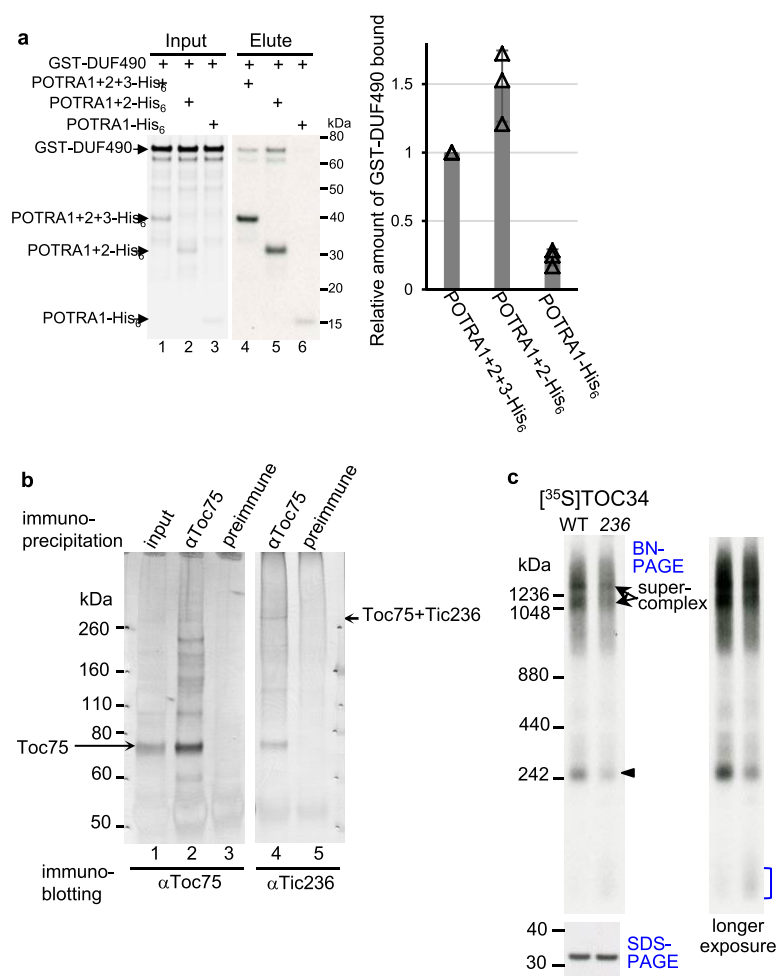 a
Input
Elute
GST-DUF490 + + + + + +
POTRA1+2+3-His6 + +
POTRA1+2-His6 + +
POTRA1-His6 + +
kDa
GST-DUF490
POTRA1+2+3-His6
POTRA1+2-His6
POTRA1-His6
80
60
50
40
30
20
15
1 2 3 4 5 6
Relative amount of GST-DUF490 bound
1.5
1
0.5
0
POTRA1+2+3-His6
POTRA1+2-His6
POTRA1-His6
b
immuno-
precipitation
input
αToc75
preimmune
αToc75
preimmune
kDa
260
160
110
80
60
50
Toc75
Toc75+Tic236
1 2 3 4 5
immuno-
blotting
αToc75
αTic236
c
[35S]TOC34
WT 236
kDa
BN-
PAGE
1236
1048
super-
complex
880
440
242
40
30
SDS-
PAGE
longer
exposure